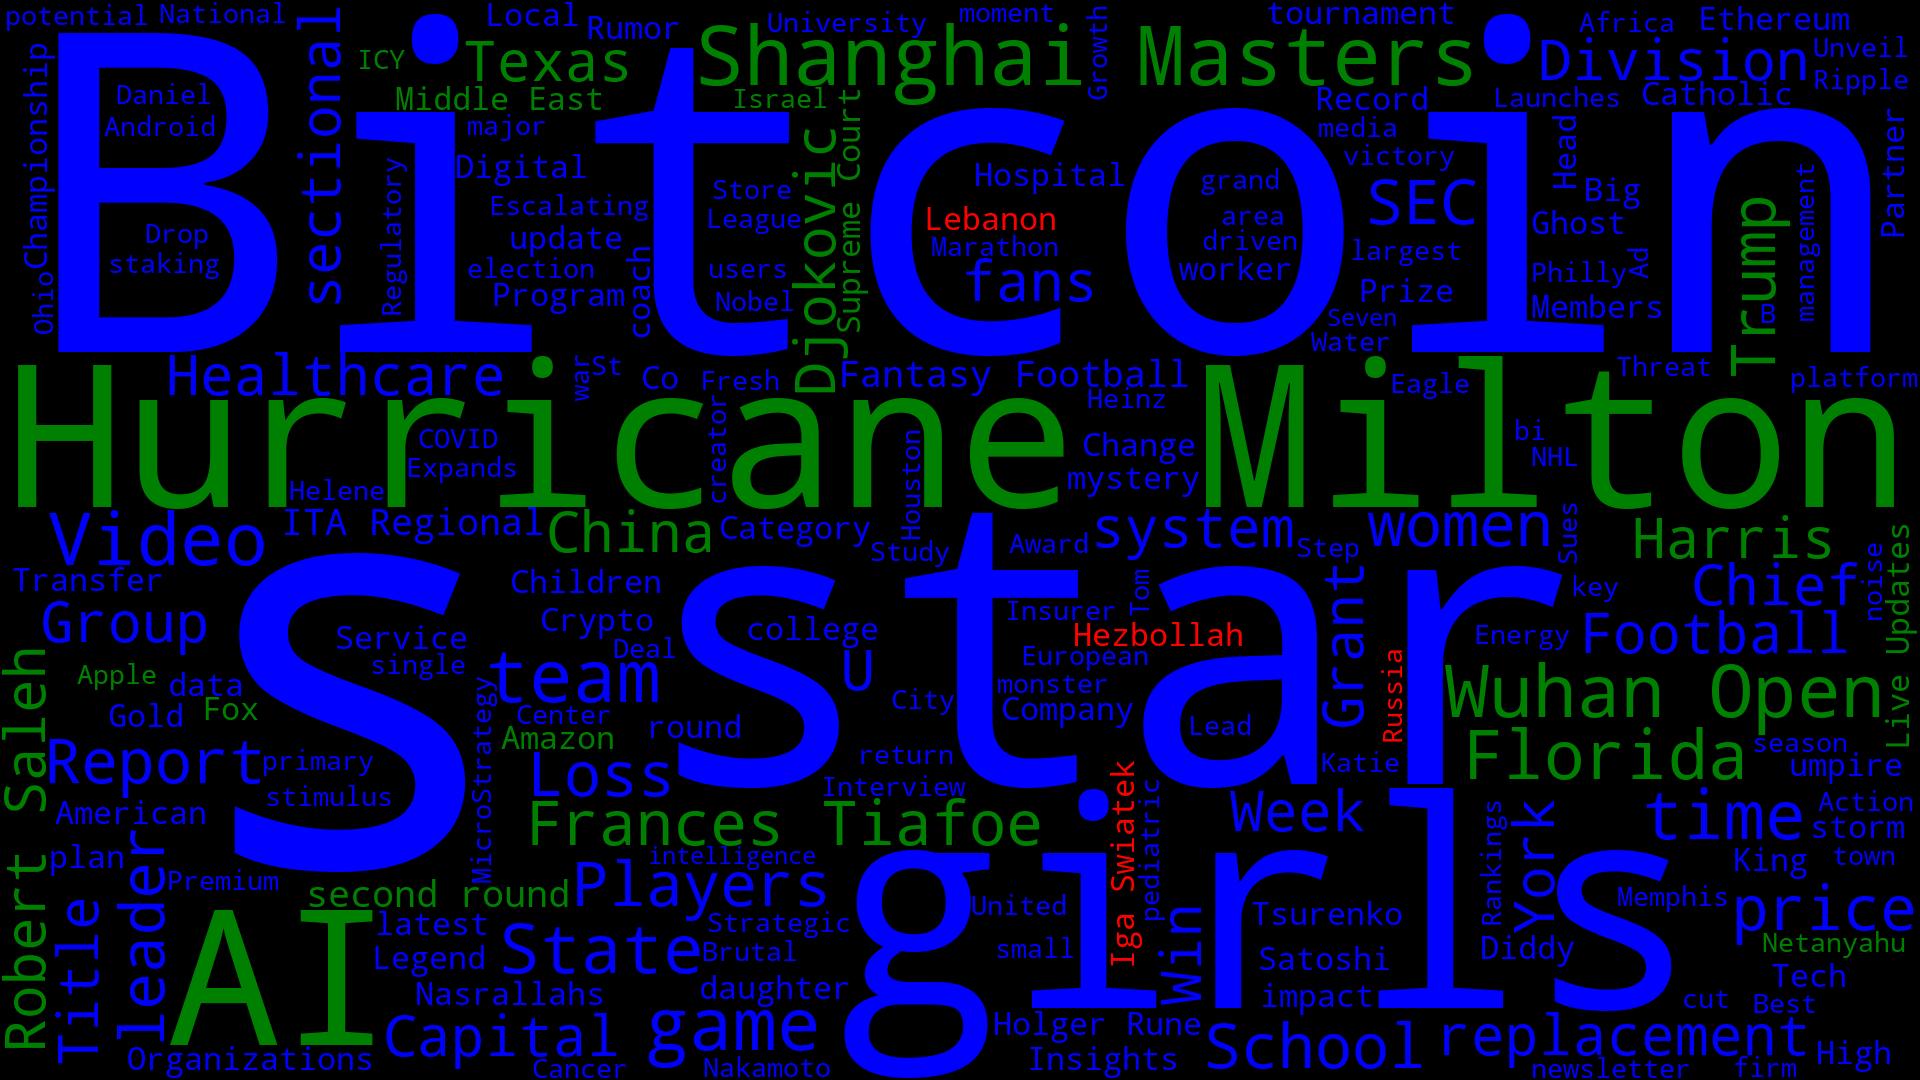 potential
National
Local
Rumor
University
moment
tournament
Africa
Ethereum
ICY
Texas
Shanghai Masters
Growth
Division
Unveil
Ripple
Championship
Daniel
Android
sectional
Middle East
Israel
Record
Launches
Catholic
Bitcoin
major
media
victory
Head
Partner
Digital
Regulatory
Djokovic
Supreme Court
Hospital
grand
SEC
Big
Store
League
Escalating
Lebanon
area
Ghost
Trump
management
Drop
staking
update
Marathon
driven
largest
election
Program
coach
users
Nobel
fans
worker
Prize
Philly
Ad
Members
B
Ohio
Seven
Water
Healthcare
war
St
Co
Fresh
Fantasy Football
Eagle
Threat
platform
Hurricane Milton
Heinz
COVID
Expands
creator
Houston
Change
mystery
bi
NHL
Helene
ITA Regional
Video
China
Category
Study
Award
system
Step
women
Sues
Harris
Live Updates
Transfer
Children
Tom
key
Chief
noise
Group
S
star
Service
single
Crypto
Deal
college
Insurer
Hezbollah
Grant
Energy
Football
Robert Saleh
Apple
data
Gold
Fox
MicroStrategy
team
U
European
monster
Company
City
Russia
Wuhan Open
Center
Amazon
round
Lead
Report
primary
stimulus
Loss
return
Interview
Katie
Florida
season
umpire
American
Frances Tiafoe
Iga Swiatek
pediatric
Week
Rankings
York
time
Action
storm
plan
leader
Premium
intelligence
King
town
second round
Players
girls
United
Tsurenko
Memphis
price
Title
AI
latest
Legend
State
Strategic
Brutal
small
Win
Satoshi
Diddy
Netanyahu
Tech
Nasrallahs
daughter
impact
cut
Best
Capital
game
Holger Rune
Insights
School
replacement
High
Organizations
Cancer
Nakamoto
newsletter
firm